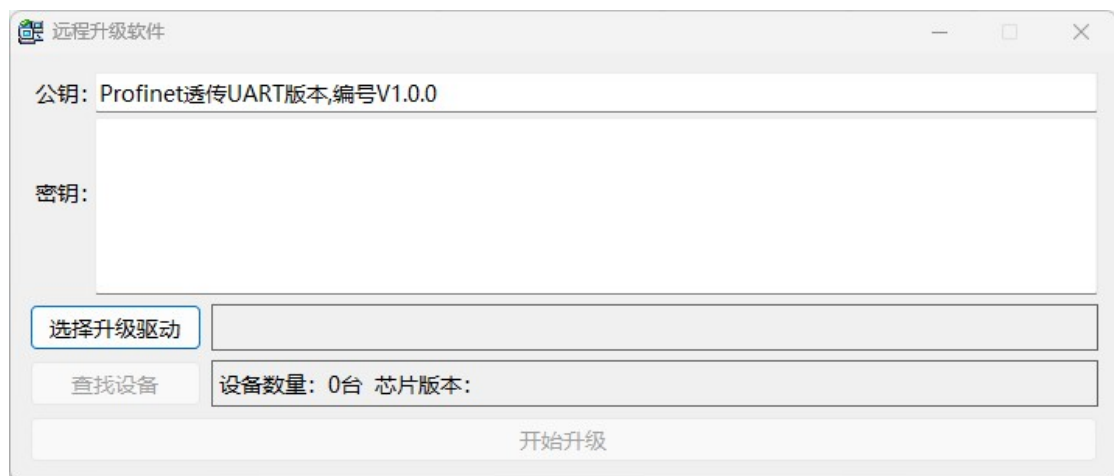 远程升级软件
公钥：Profinet透传UART版本,编号V1.0.0
密钥：
选择升级驱动
查找设备 设备数量：0台 芯片版本：
开始升级